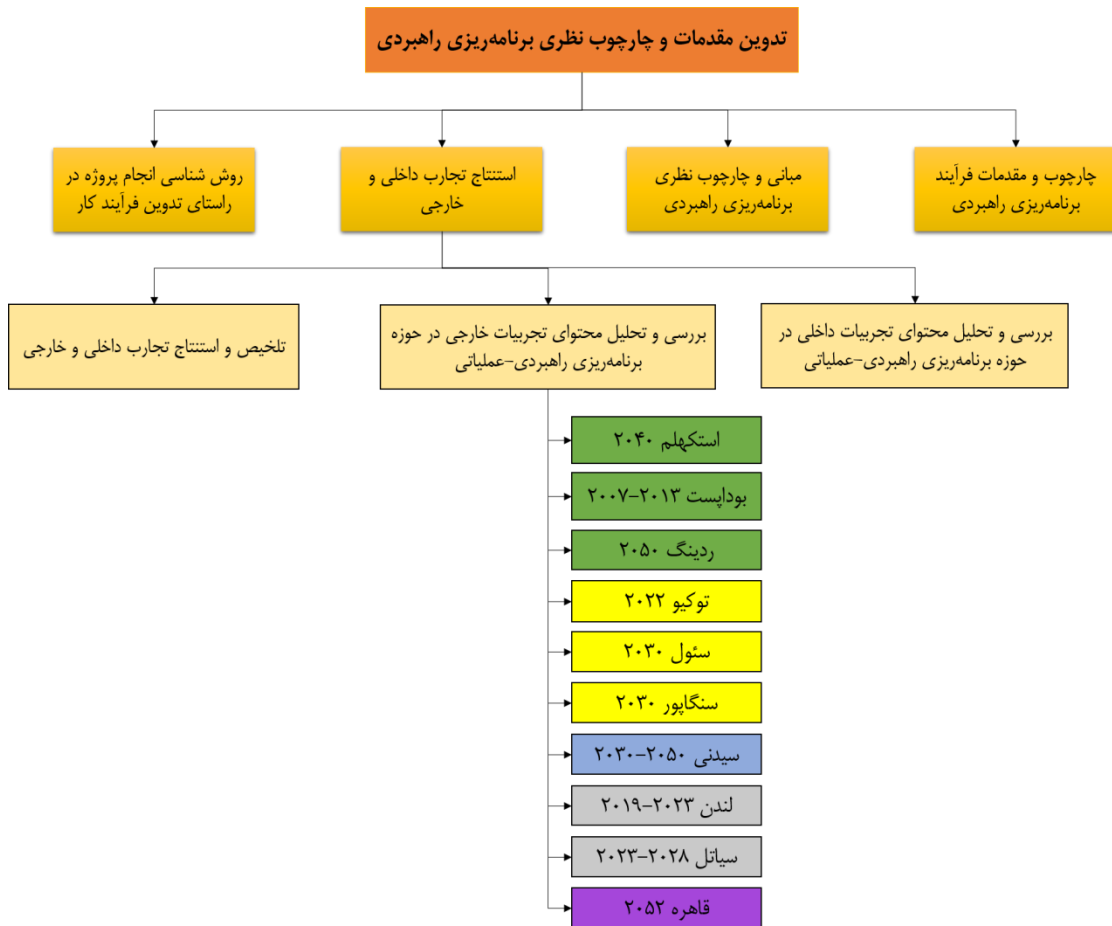 تدوین مقدمات و چارچوب نظری برنامه‌ریزی راهبردی
چارچوب و مقدمات فرآیند
برنامه‌ریزی راهبردی
مبانی و چارچوب نظری
برنامه‌ریزی راهبردی
استنتاج تجارب داخلی و
خارجی
روش شناسی انجام پروژه در
راستای تدوین فرآیند کار
بررسی و تحلیل محتوای تجربیات داخلی در
حوزه برنامه‌ریزی راهبردی-عملیاتی
بررسی و تحلیل محتوای تجربیات خارجی در حوزه
برنامه‌ریزی راهبردی-عملیاتی
تلخیص و استنتاج تجارب داخلی و خارجی
استکهلم ۲۰۴۰
بوداپست ۲۰۱۳-۲۰۰۷
ردینگ ۲۰۵۰
توکیو ۲۰۲۲
سئول ۲۰۳۰
سنگاپور ۲۰۳۰
سیدنی ۲۰۵۰-۲۰۳۰
لندن ۲۰۲۳-۲۰۱۹
سیاتل ۲۰۲۸-۲۰۲۳
قاهره ۲۰۵۲